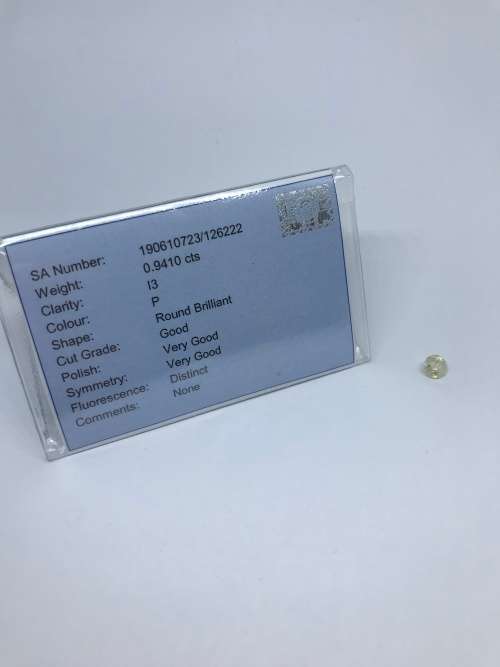 SA Number: 190610723/126222
Weight: 0.9410 cts
Clarity: I3
Colour: P
Shape: Round Brilliant
Cut Grade: Good
Polish: Very Good
Symmetry: Very Good
Fluorescence: Distinct
Comments: None